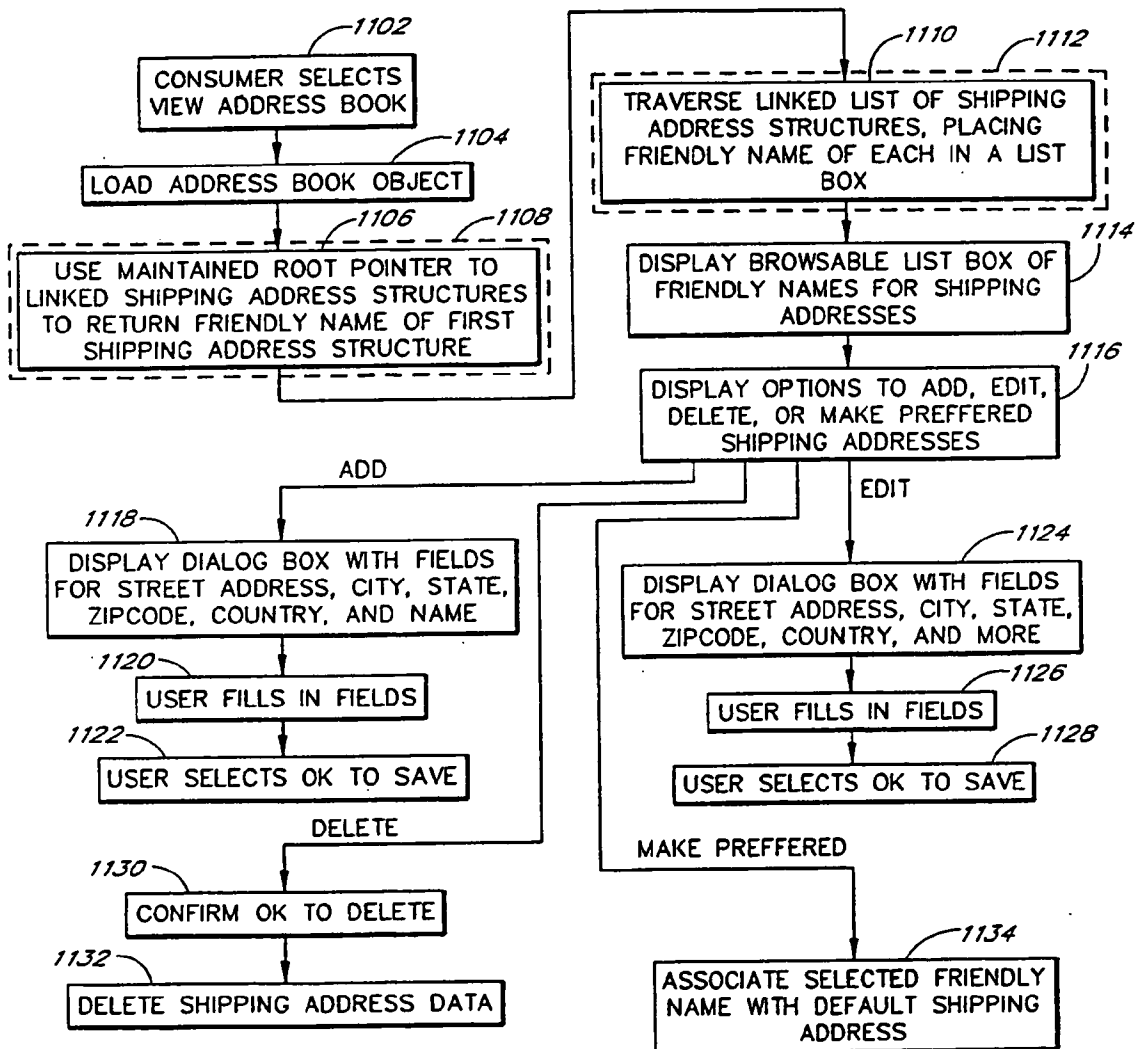 1102
CONSUMER SELECTS
VIEW ADDRESS BOOK
1104
LOAD ADDRESS BOOK OBJECT
1106
1108
USE MAINTAINED ROOT POINTER TO
LINKED SHIPPING ADDRESS STRUCTURES
TO RETURN FRIENDLY NAME OF FIRST
SHIPPING ADDRESS STRUCTURE
1110
1112
TRAVERSE LINKED LIST OF SHIPPING
ADDRESS STRUCTURES, PLACING
FRIENDLY NAME OF EACH IN A LIST
BOX
1114
DISPLAY BROWSABLE LIST BOX OF
FRIENDLY NAMES FOR SHIPPING
ADDRESSES
1116
DISPLAY OPTIONS TO ADD, EDIT,
DELETE, OR MAKE PREFFERED
SHIPPING ADDRESSES
ADD
1118
DISPLAY DIALOG BOX WITH FIELDS
FOR STREET ADDRESS, CITY, STATE,
ZIPCODE, COUNTRY, AND NAME
1120
USER FILLS IN FIELDS
1122
USER SELECTS OK TO SAVE
EDIT
1124
DISPLAY DIALOG BOX WITH FIELDS
FOR STREET ADDRESS, CITY, STATE,
ZIPCODE, COUNTRY, AND MORE
1126
USER FILLS IN FIELDS
1128
USER SELECTS OK TO SAVE
DELETE
1130
CONFIRM OK TO DELETE
1132
DELETE SHIPPING ADDRESS DATA
MAKE PREFFERED
1134
ASSOCIATE SELECTED FRIENDLY
NAME WITH DEFAULT SHIPPING
ADDRESS